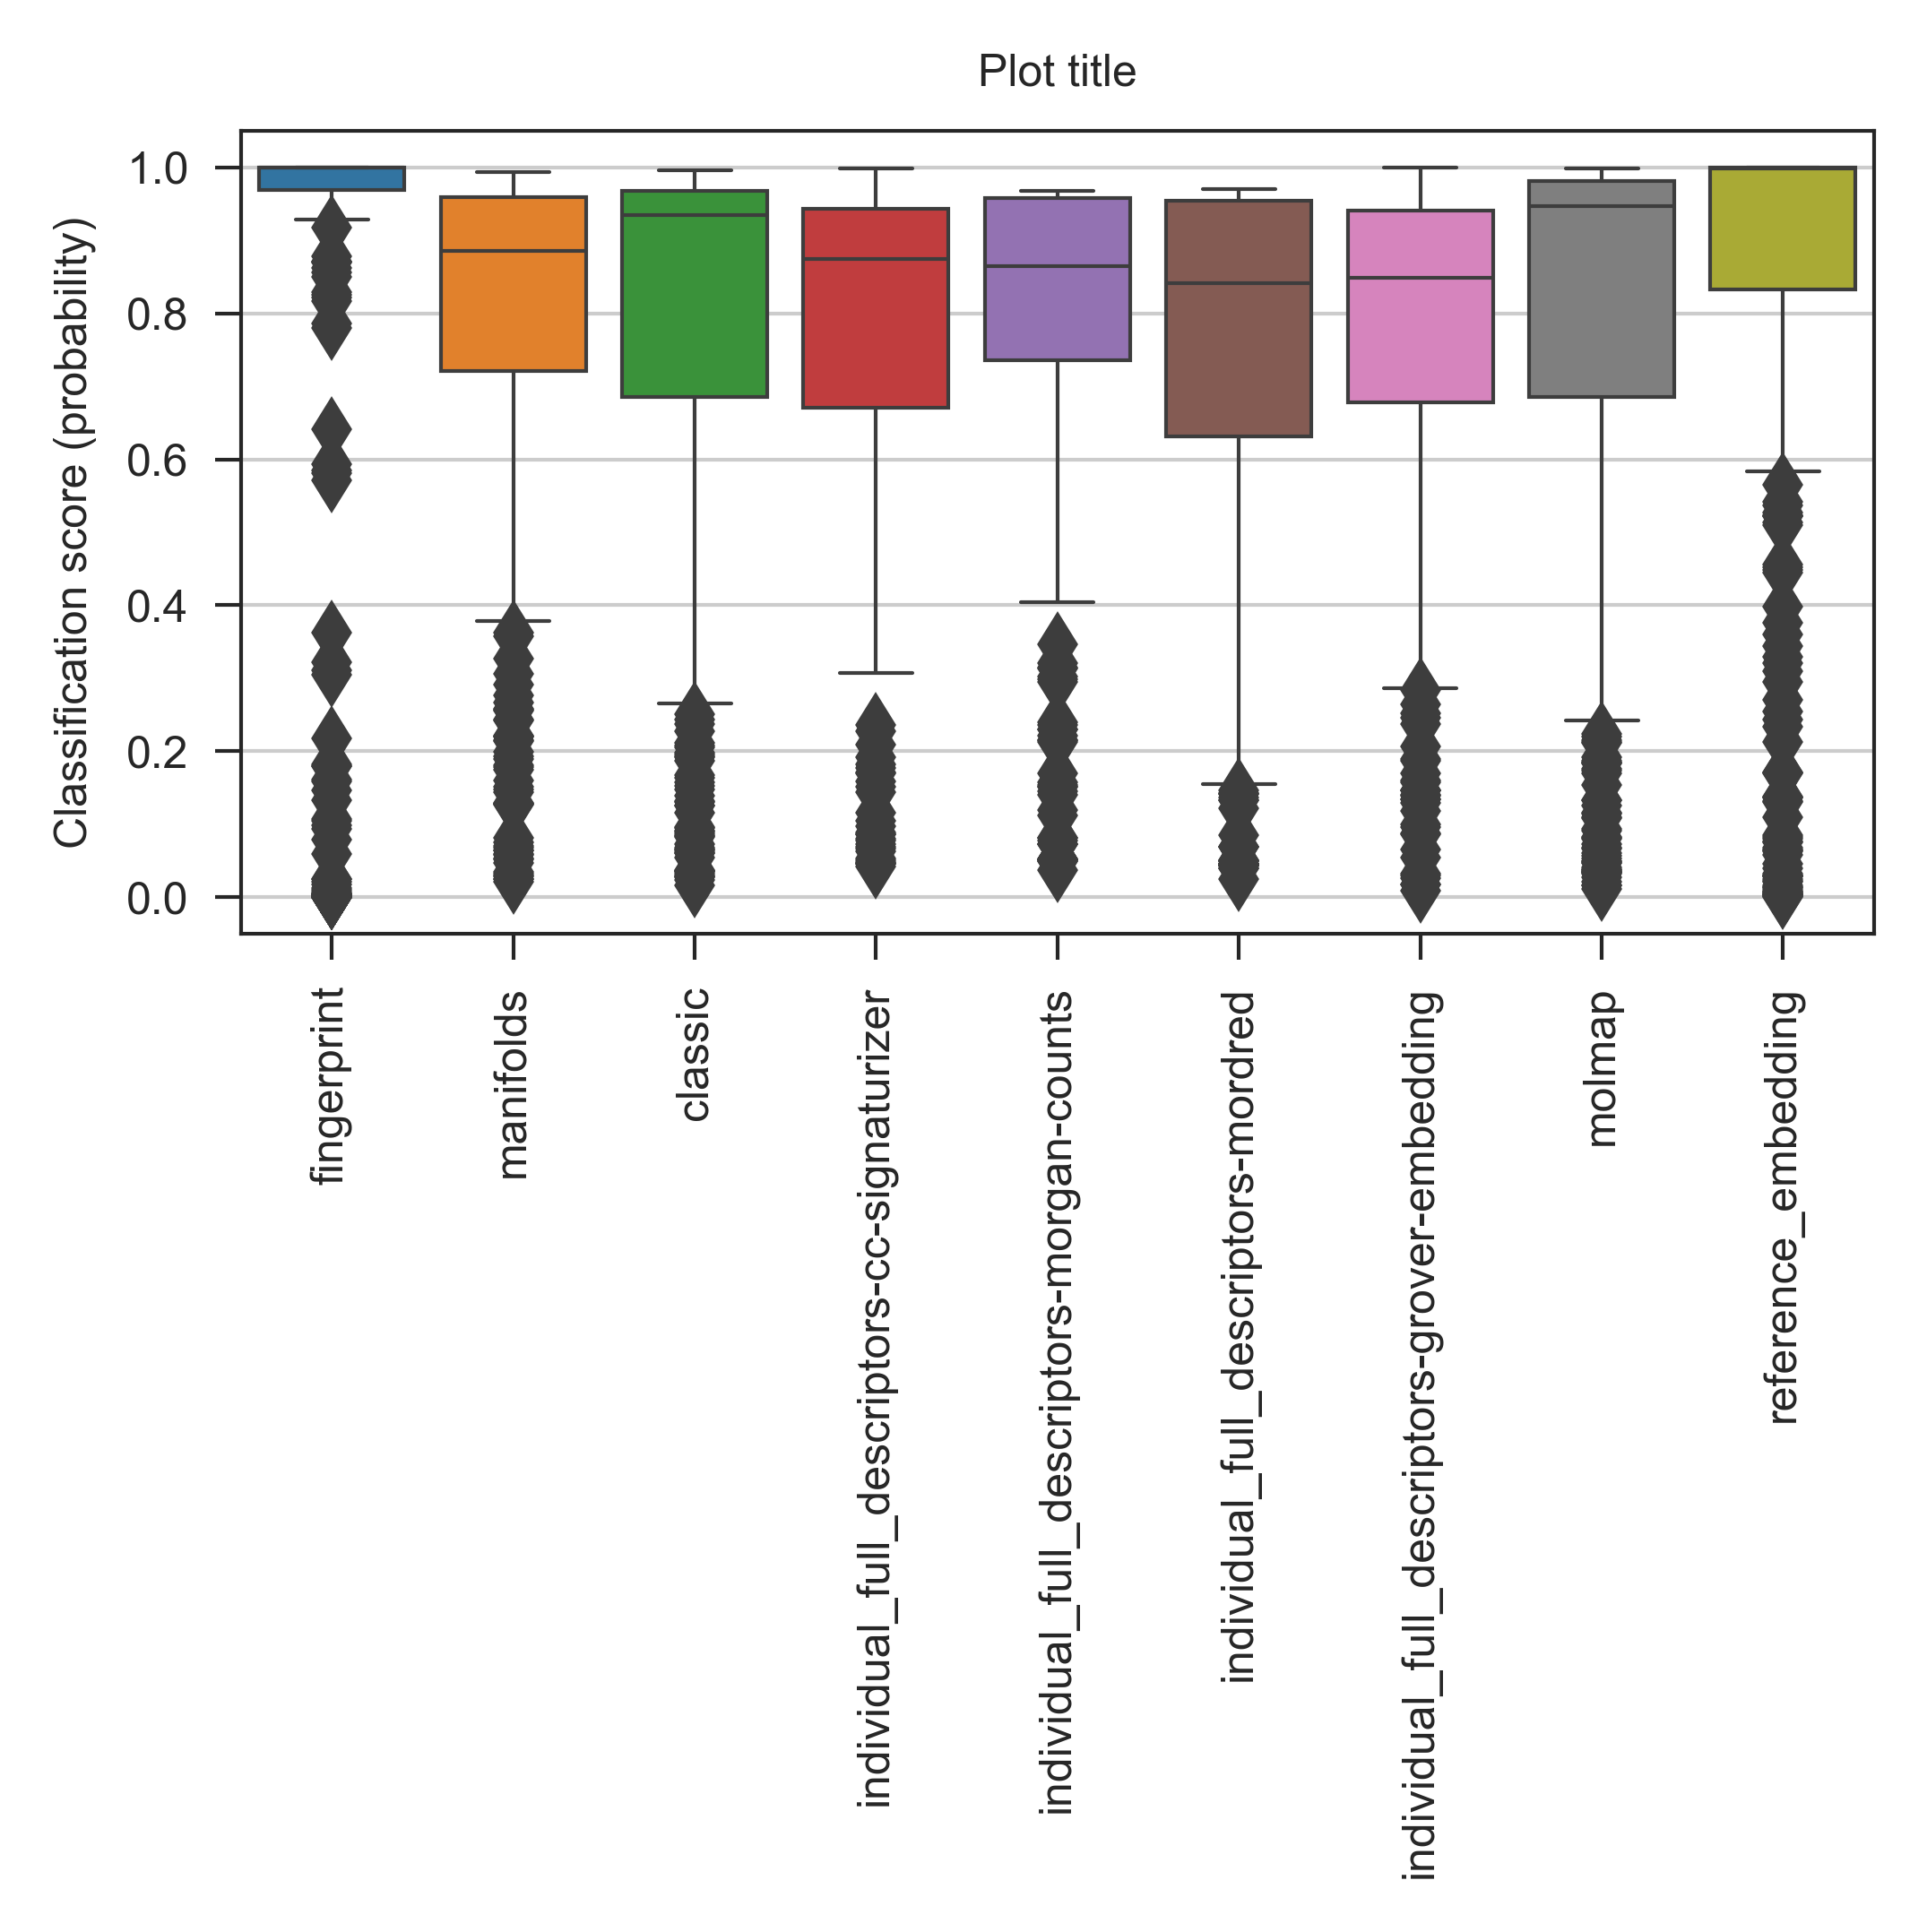 Plot title
Classification score (probability)
1.0
0.8
0.6
0.4
0.2
0.0
fingerprint
manifolds
classic
individual_full_descriptors-cc-signaturizer
individual_full_descriptors-morgan-counts
individual_full_descriptors-mordred
individual_full_descriptors-grover-embedding
molmap
reference_embedding